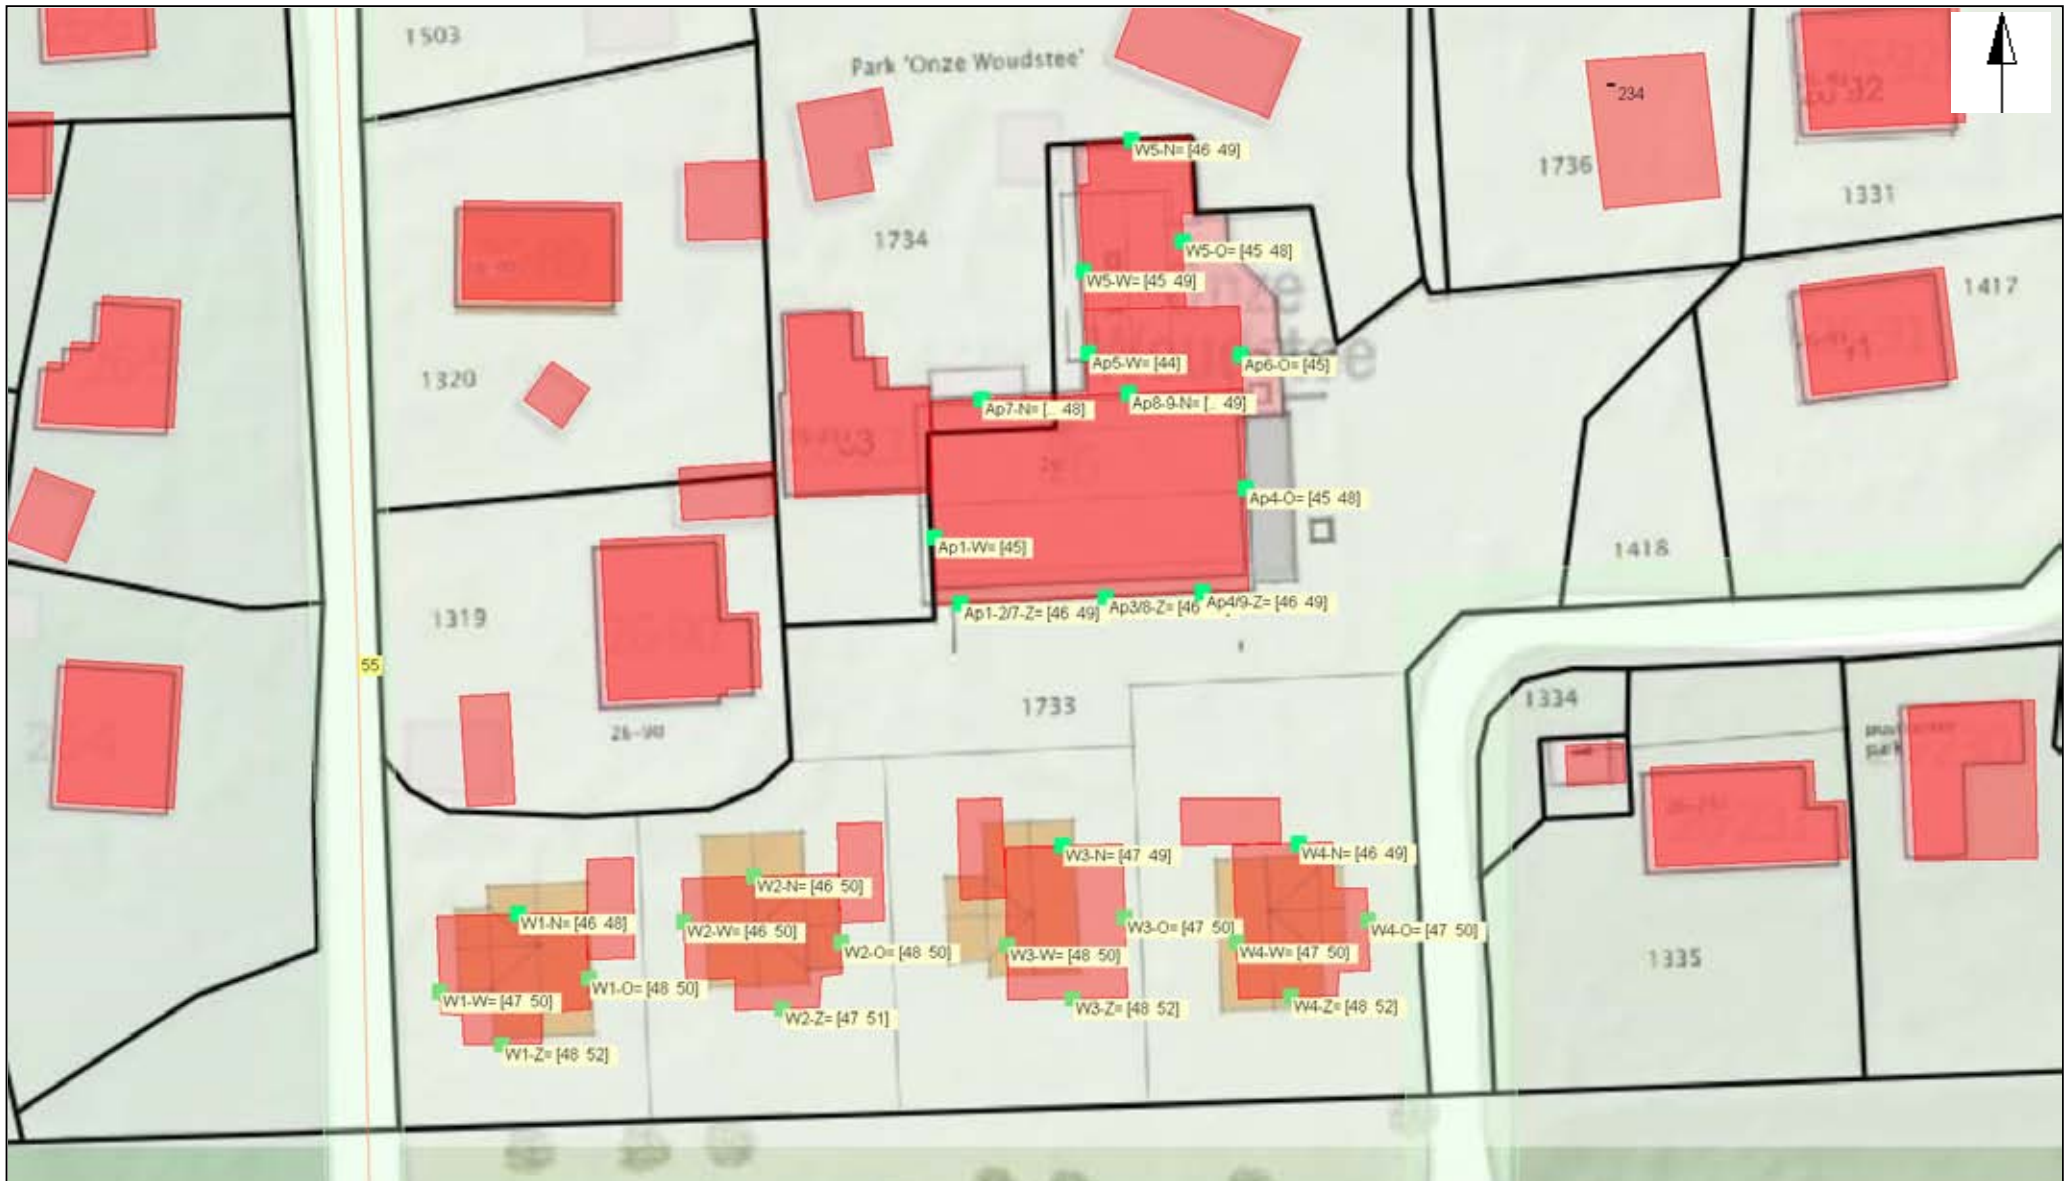 1503
Park 'Onze Woudstee'
234
1736
1331
W5-N= [46 49]
1734
W5-O= [45 48]
W5-W= [45 49]
Onze
Woudstee
1417
Ap5-W= [44]
Ap6-O= [45]
1320
Ap7-N= [.. 48]
Ap8-9-N= [.. 49]
Ap4-O= [45 48]
Ap1-W= [45]
1418
Ap1-2/7-Z= [46 49]
Ap3/8-Z= [46
Ap4/9-Z= [46 49]
1319
55
1733
1334
26-90
W3-N= [47 49]
W4-N= [46 49]
W2-N= [46 50]
W1-N= [46 48]
W2-W= [46 50]
W3-O= [47 50]
W4-O= [47 50]
W2-O= [48 50]
W3-W= [48 50]
W4-W= [47 50]
1335
W1-O= [48 50]
W1-W= [47 50]
W2-Z= [47 51]
W3-Z= [48 52]
W4-Z= [48 52]
W1-Z= [48 52]